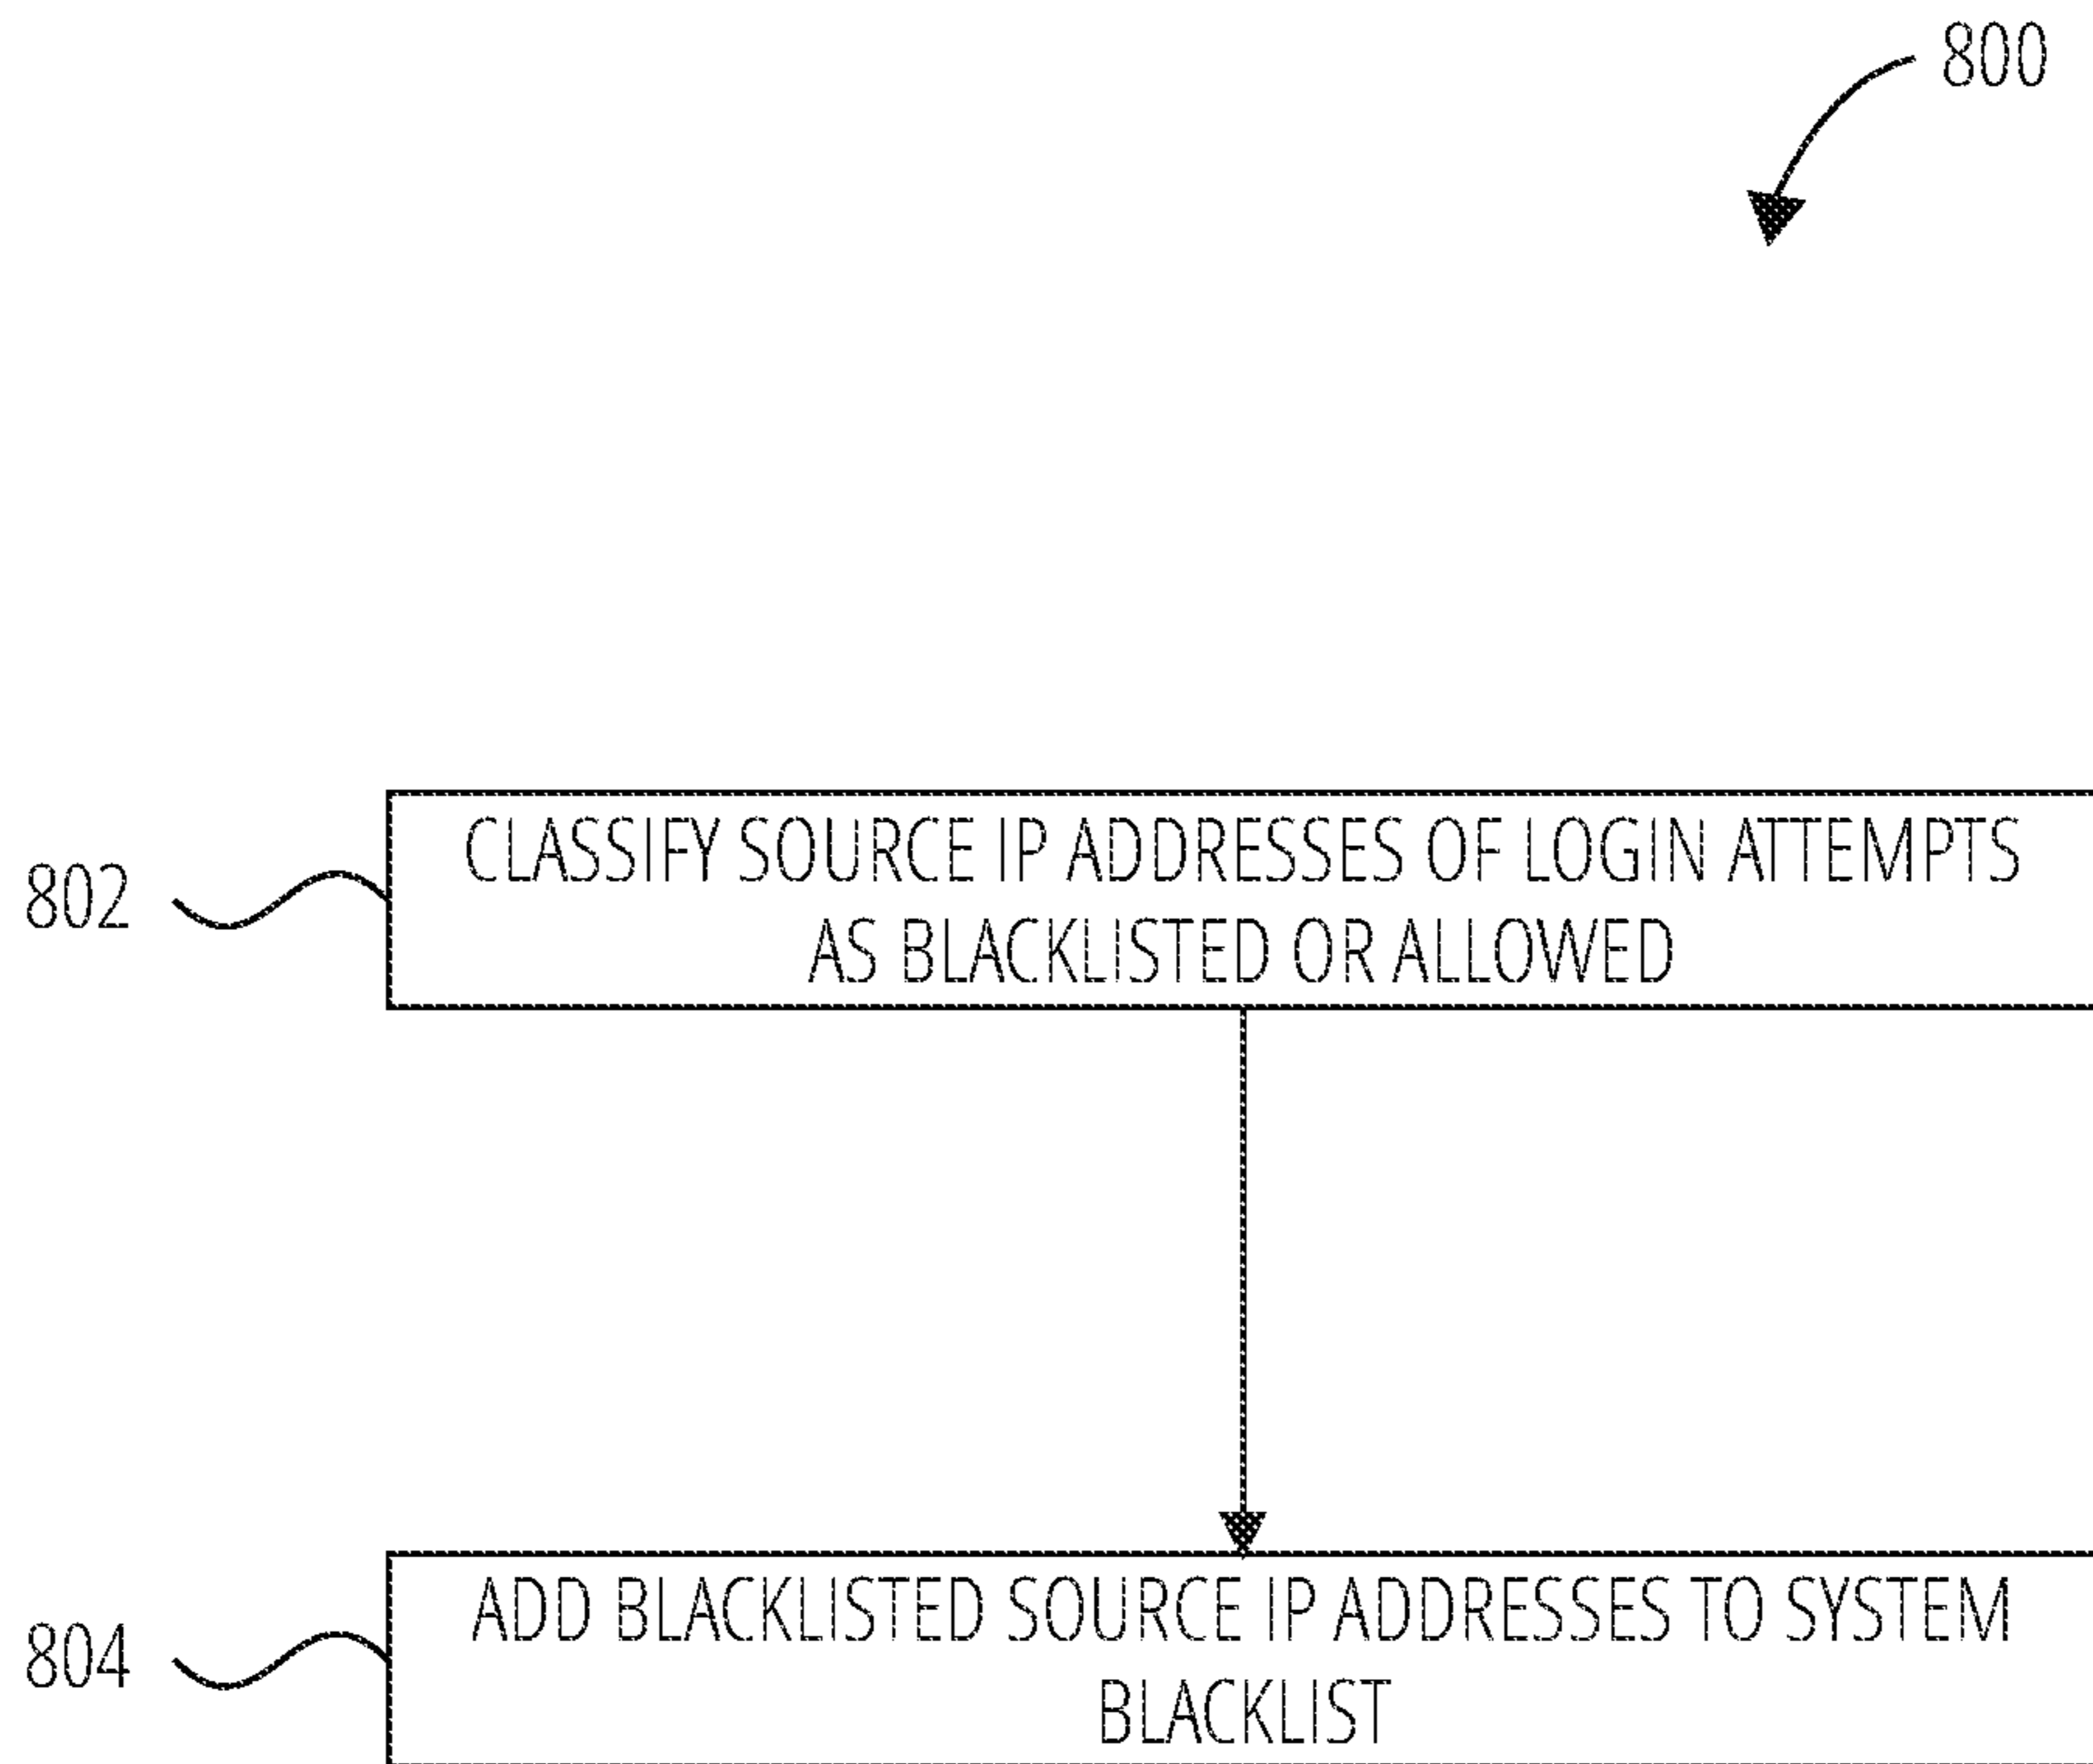 800
802
CLASSIFY SOURCE IP ADDRESSES OF LOGIN ATTEMPTS
AS BLACKLISTED OR ALLOWED
804
ADD BLACKLISTED SOURCE IP ADDRESSES TO SYSTEM
BLACKLIST